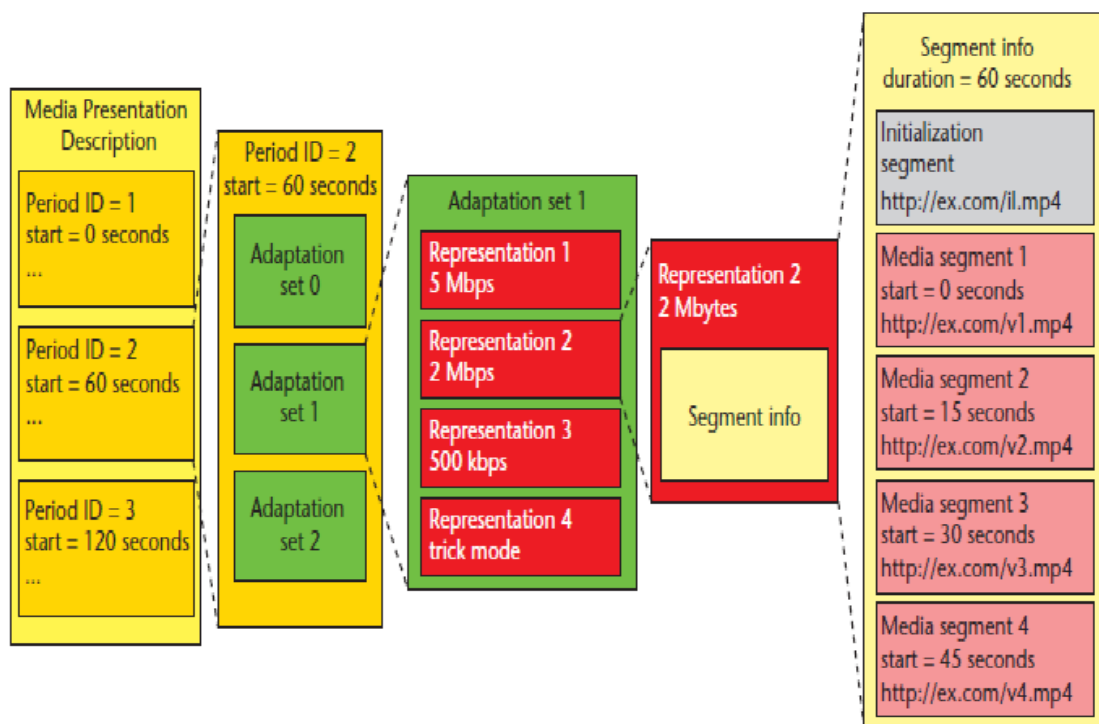 Media Presentation
Description
Period ID = 1
start = 0 seconds
...
Period ID = 2
start = 60 seconds
...
Period ID = 3
start = 120 seconds
...
Period ID = 2
start = 60 seconds
Adaptation
set 0
Adaptation
set 1
Adaptation
set 2
Adaptation set 1
Representation 1
5 Mbps
Representation 2
2 Mbps
Representation 3
500 kbps
Representation 4
trick mode
Representation 2
2 Mbytes
Segment info
Segment info
duration = 60 seconds
Initialization
segment
http://ex.com/il.mp4
Media segment 1
start = 0 seconds
http://ex.com/v1.mp4
Media segment 2
start = 15 seconds
http://ex.com/v2.mp4
Media segment 3
start = 30 seconds
http://ex.com/v3.mp4
Media segment 4
start = 45 seconds
http://ex.com/v4.mp4